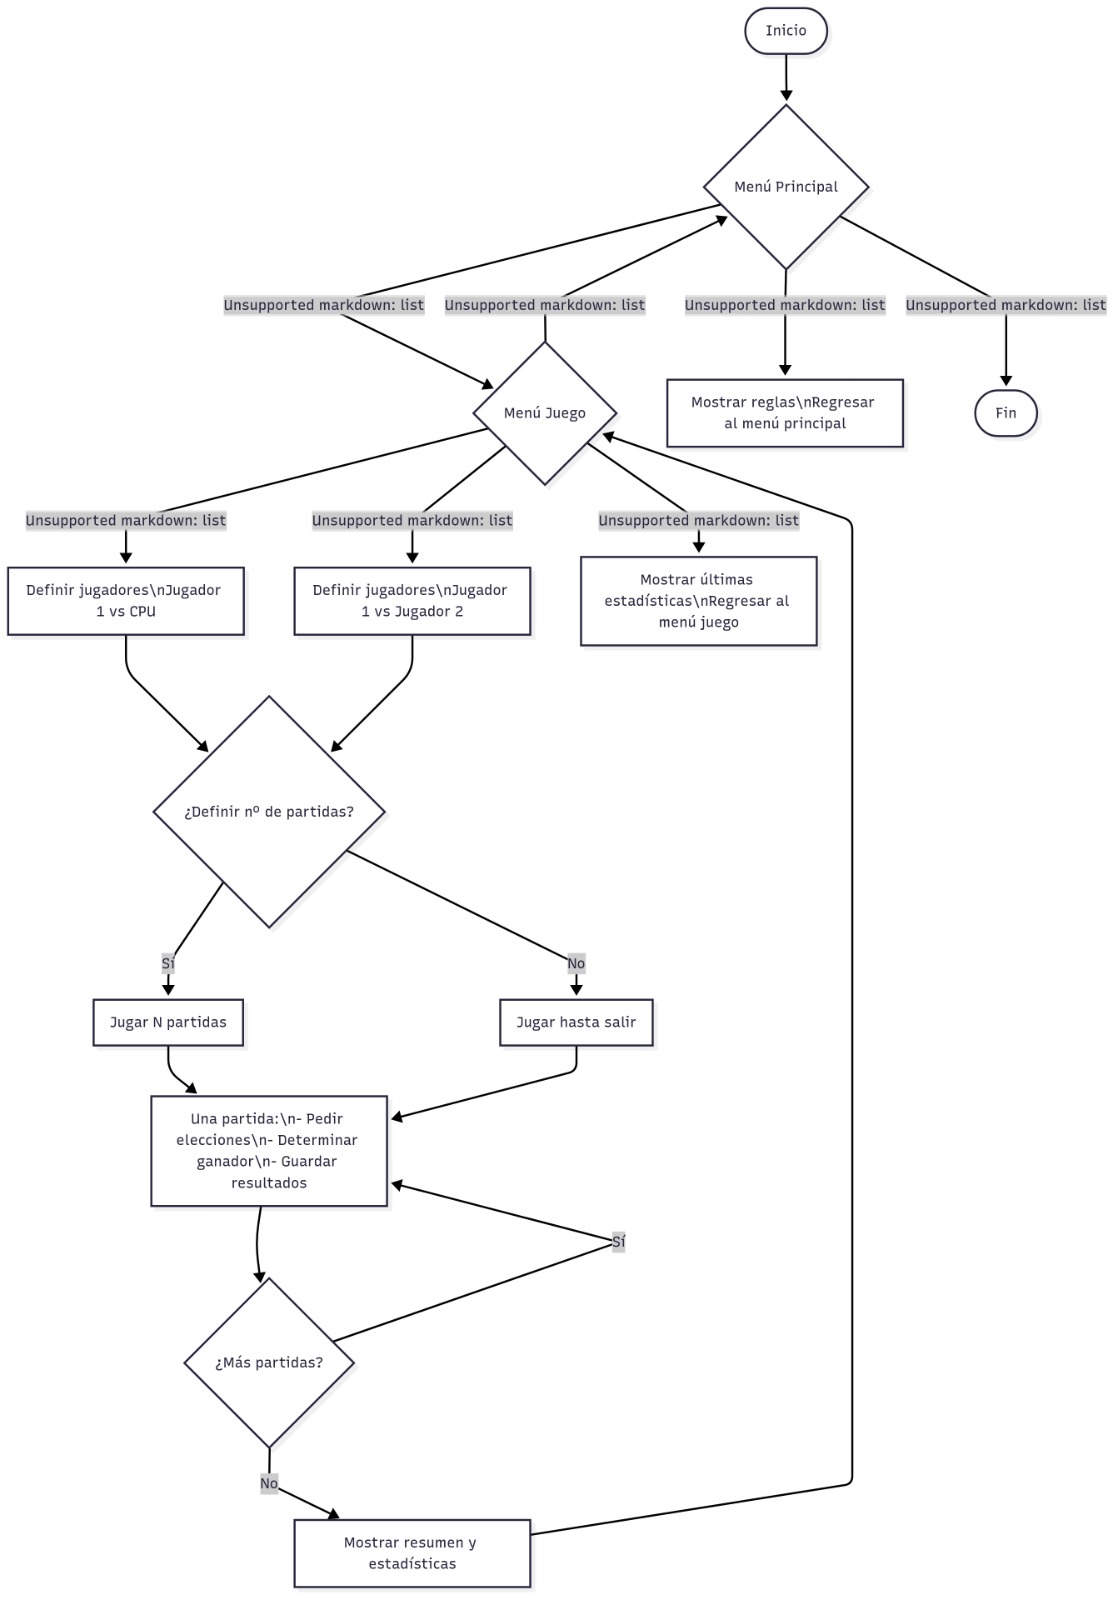 Inicio
Menú Principal
Unsupported markdown: list
Unsupported markdown: list
Unsupported markdown: list
Unsupported markdown: list
Menú Juego
Mostrar reglas\nRegresar
al menú principal
Fin
Unsupported markdown: list
Unsupported markdown: list
Unsupported markdown: list
Definir jugadores\nJugador
1 vs CPU
Definir jugadores\nJugador
1 vs Jugador 2
Mostrar últimas
estadísticas\nRegresar al
menú juego
¿Definir nº de partidas?
Sí
No
Jugar N partidas
Jugar hasta salir
Una partida:\n- Pedir
elecciones\n- Determinar
ganador\n- Guardar
resultados
Sí
¿Más partidas?
No
Mostrar resumen y
estadísticas